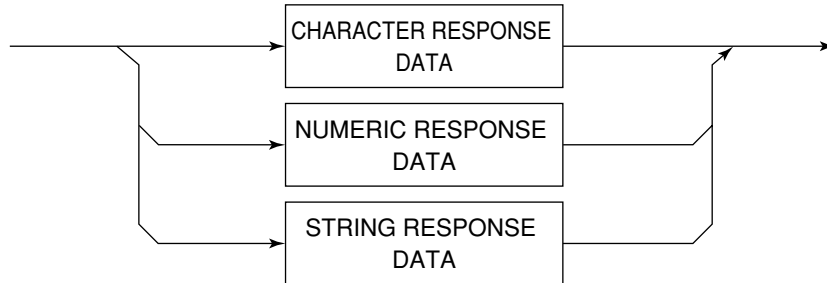 CHARACTER RESPONSE
DATA
NUMERIC RESPONSE
DATA
STRING RESPONSE
DATA